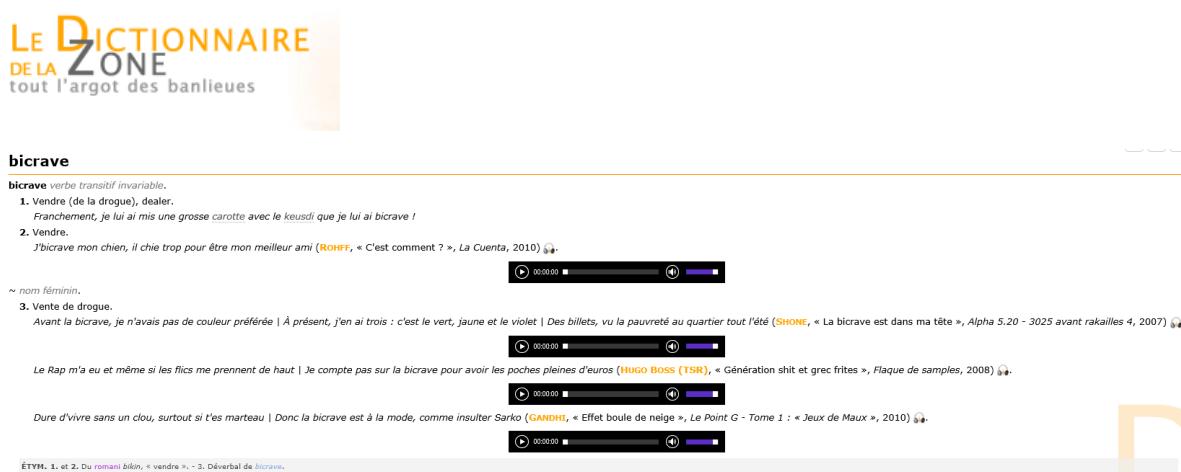 LE DICTIONNAIRE
DE LA ZONE
tout l'argot des banlieues
bicrave
bicrave verbe transitif invariable.
1. Vendre (de la drogue), dealer.
Franchement, je lui ai mis une grosse carotte avec le keusdi que je lui ai bicrave !
2. Vendre.
J'bicrave mon chien, il chie trop pour être mon meilleur ami (ROHFF, « C'est comment ? », La Cuenta, 2010) .
00:00:00
~ nom féminin.
3. Vente de drogue.
Avant la bicrave, je n'avais pas de couleur préférée | À présent, j'en ai trois : c'est le vert, jaune et le violet | Des billets, vu la pauvreté au quartier tout l'été (SHONE, « La bicrave est dans ma tête », Alpha 5.20 - 3025 avant rakailles 4, 2007)
00:00:00
Le Rap m'a eu et même si les flics me prennent de haut | Je compte pas sur la bicrave pour avoir les poches pleines d'euros (HUGO BOSS (TSR), « Génération shit et grec frites », Flaque de samples, 2008) .
00:00:00
Dure d'vivre sans un clou, surtout si t'es marteau | Donc la bicrave est à la mode, comme insulter Sarko (GANDHI, « Effet boule de neige », Le Point G - Tome 1 : « Jeux de Maux », 2010) .
00:00:00
ÉTYM. 1. et 2. Du romani bikin, « vendre ». - 3. Déverbal de bicrave.